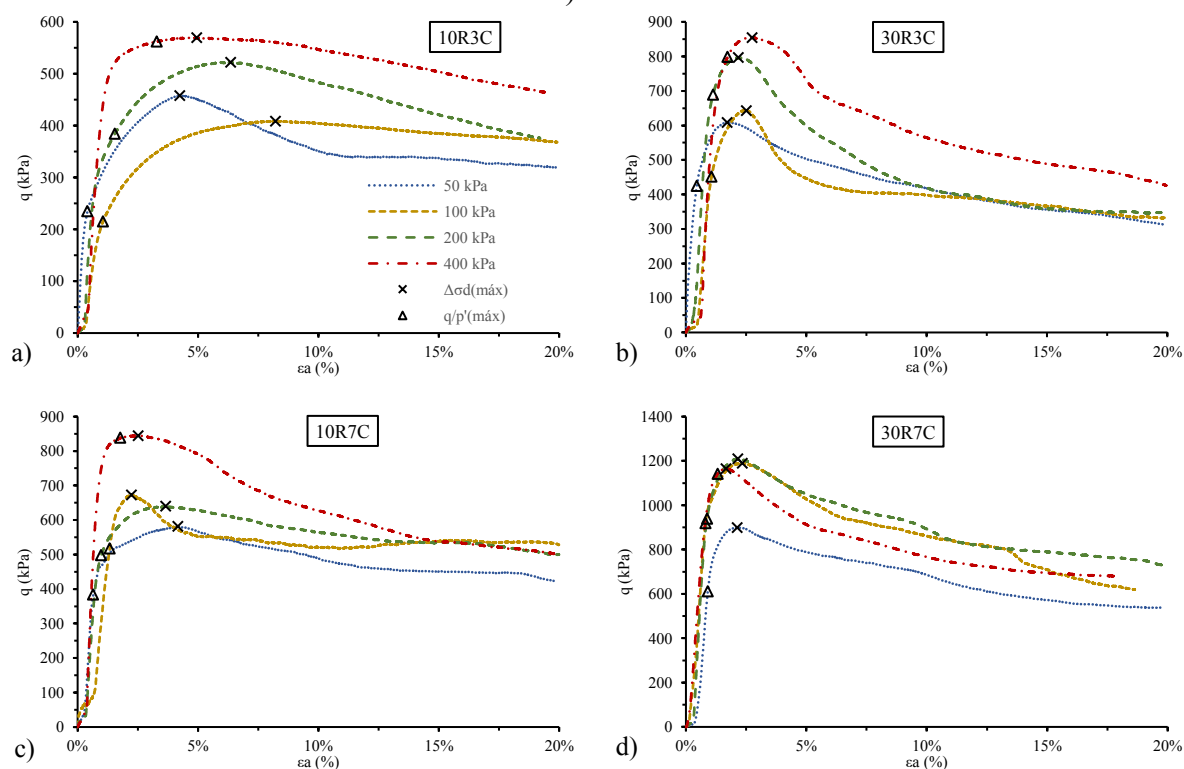 600
500
400
300
200
100
0
q (kPa)
10R3C
50 kPa
100 kPa
200 kPa
400 kPa
Δσd(máx)
q/p'(máx)
0%
5%
10%
15%
20%
εa (%)
a)
900
800
700
600
500
400
300
200
100
0
q (kPa)
30R3C
0%
5%
10%
15%
20%
εa (%)
b)
900
800
700
600
500
400
300
200
100
0
q (kPa)
10R7C
0%
5%
10%
15%
20%
εa (%)
c)
1400
1200
1000
800
600
400
200
0
q (kPa)
30R7C
0%
5%
10%
15%
20%
εa (%)
d)